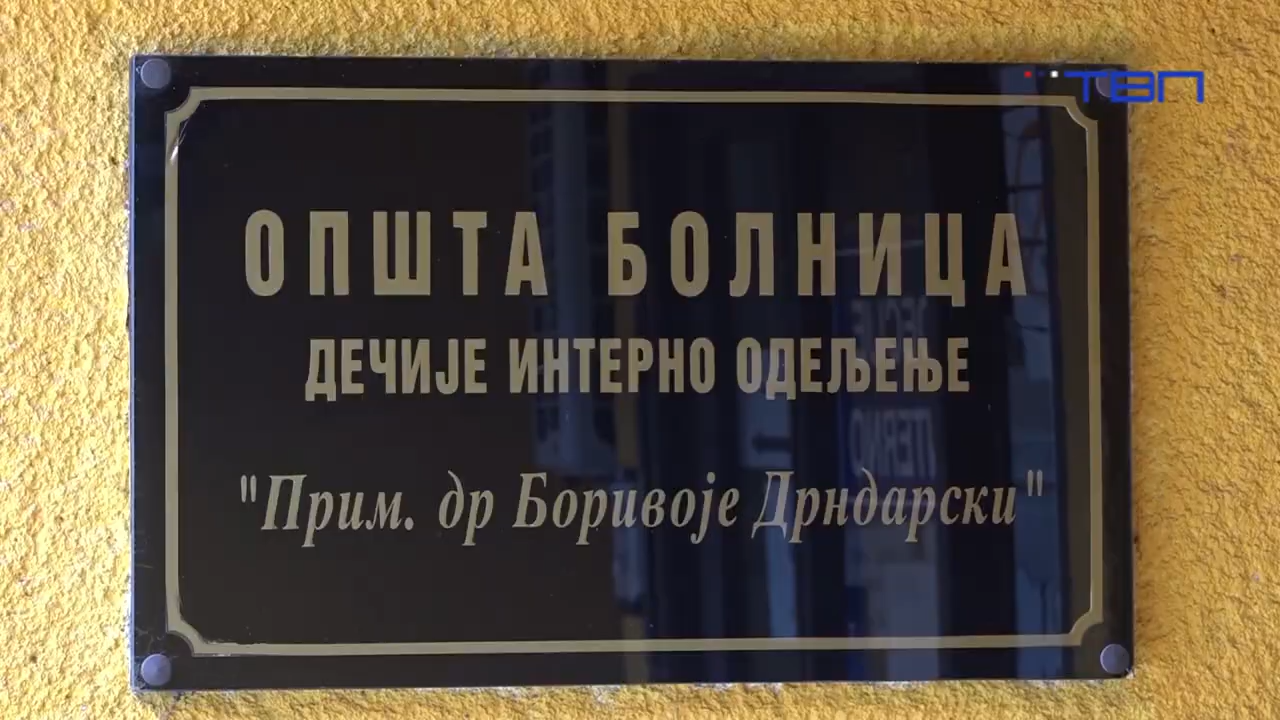 ТВП
ОПШТА БОЛНИЦА
ДЕЧИЈЕ ИНТЕРНО ОДЕЉЕЊЕ
"Прим. др Боривоје Дрндарски"